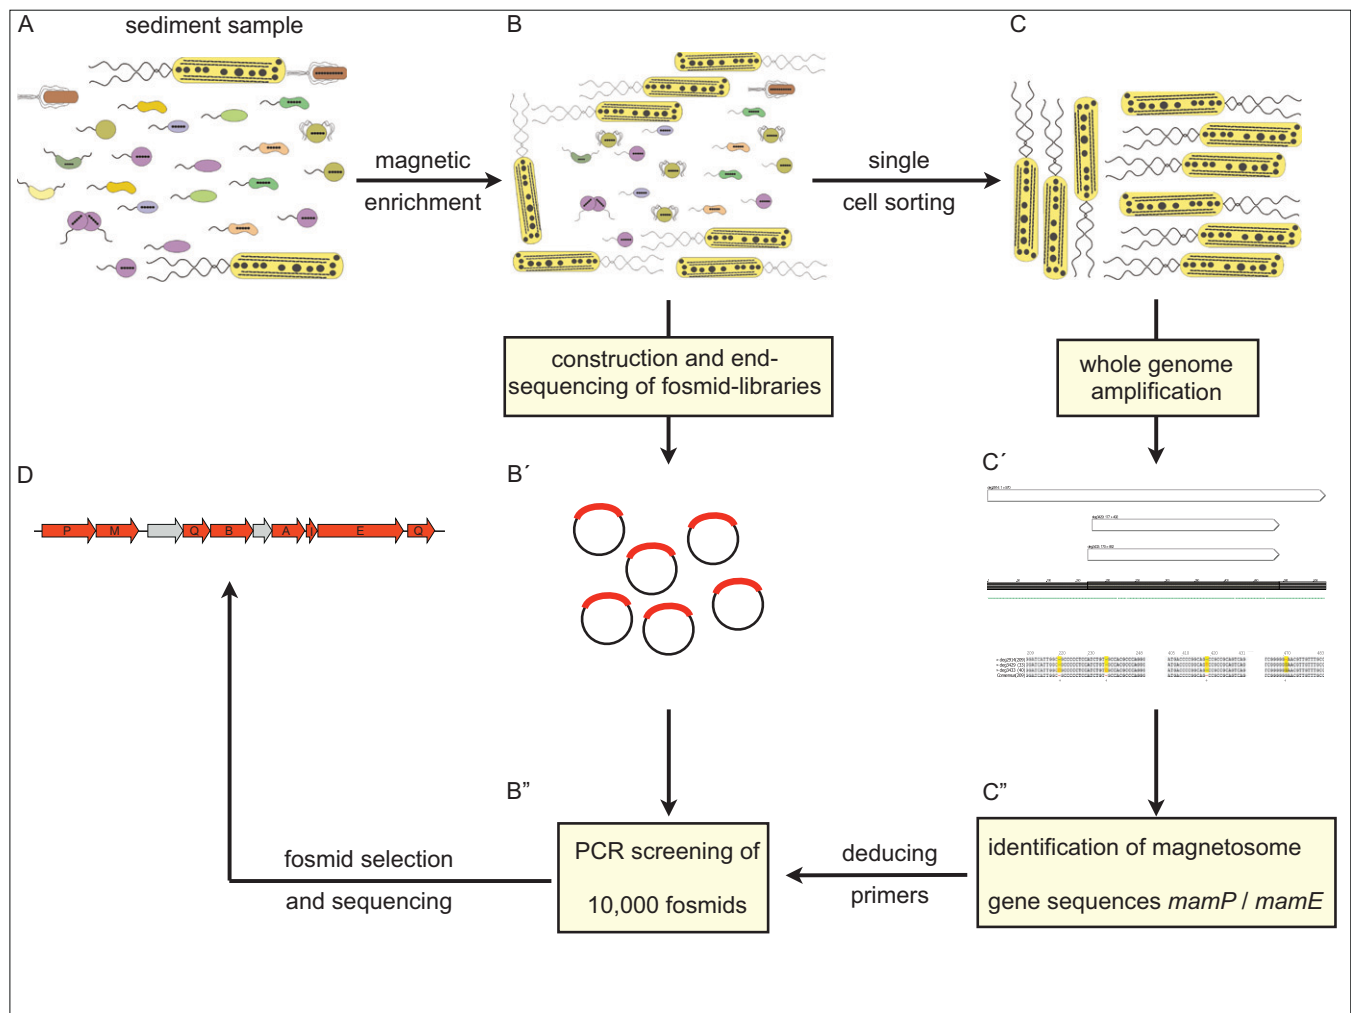 A
sediment sample
B
C
magnetic
enrichment
single
cell sorting
construction and end-
sequencing of fosmid-libraries
whole genome
amplification
D
B´
C´
P M Q B A I E Q
B”
C”
fosmid selection
and sequencing
PCR screening of
10,000 fosmids
deducing
primers
identification of magnetosome
gene sequences mamP / mamE